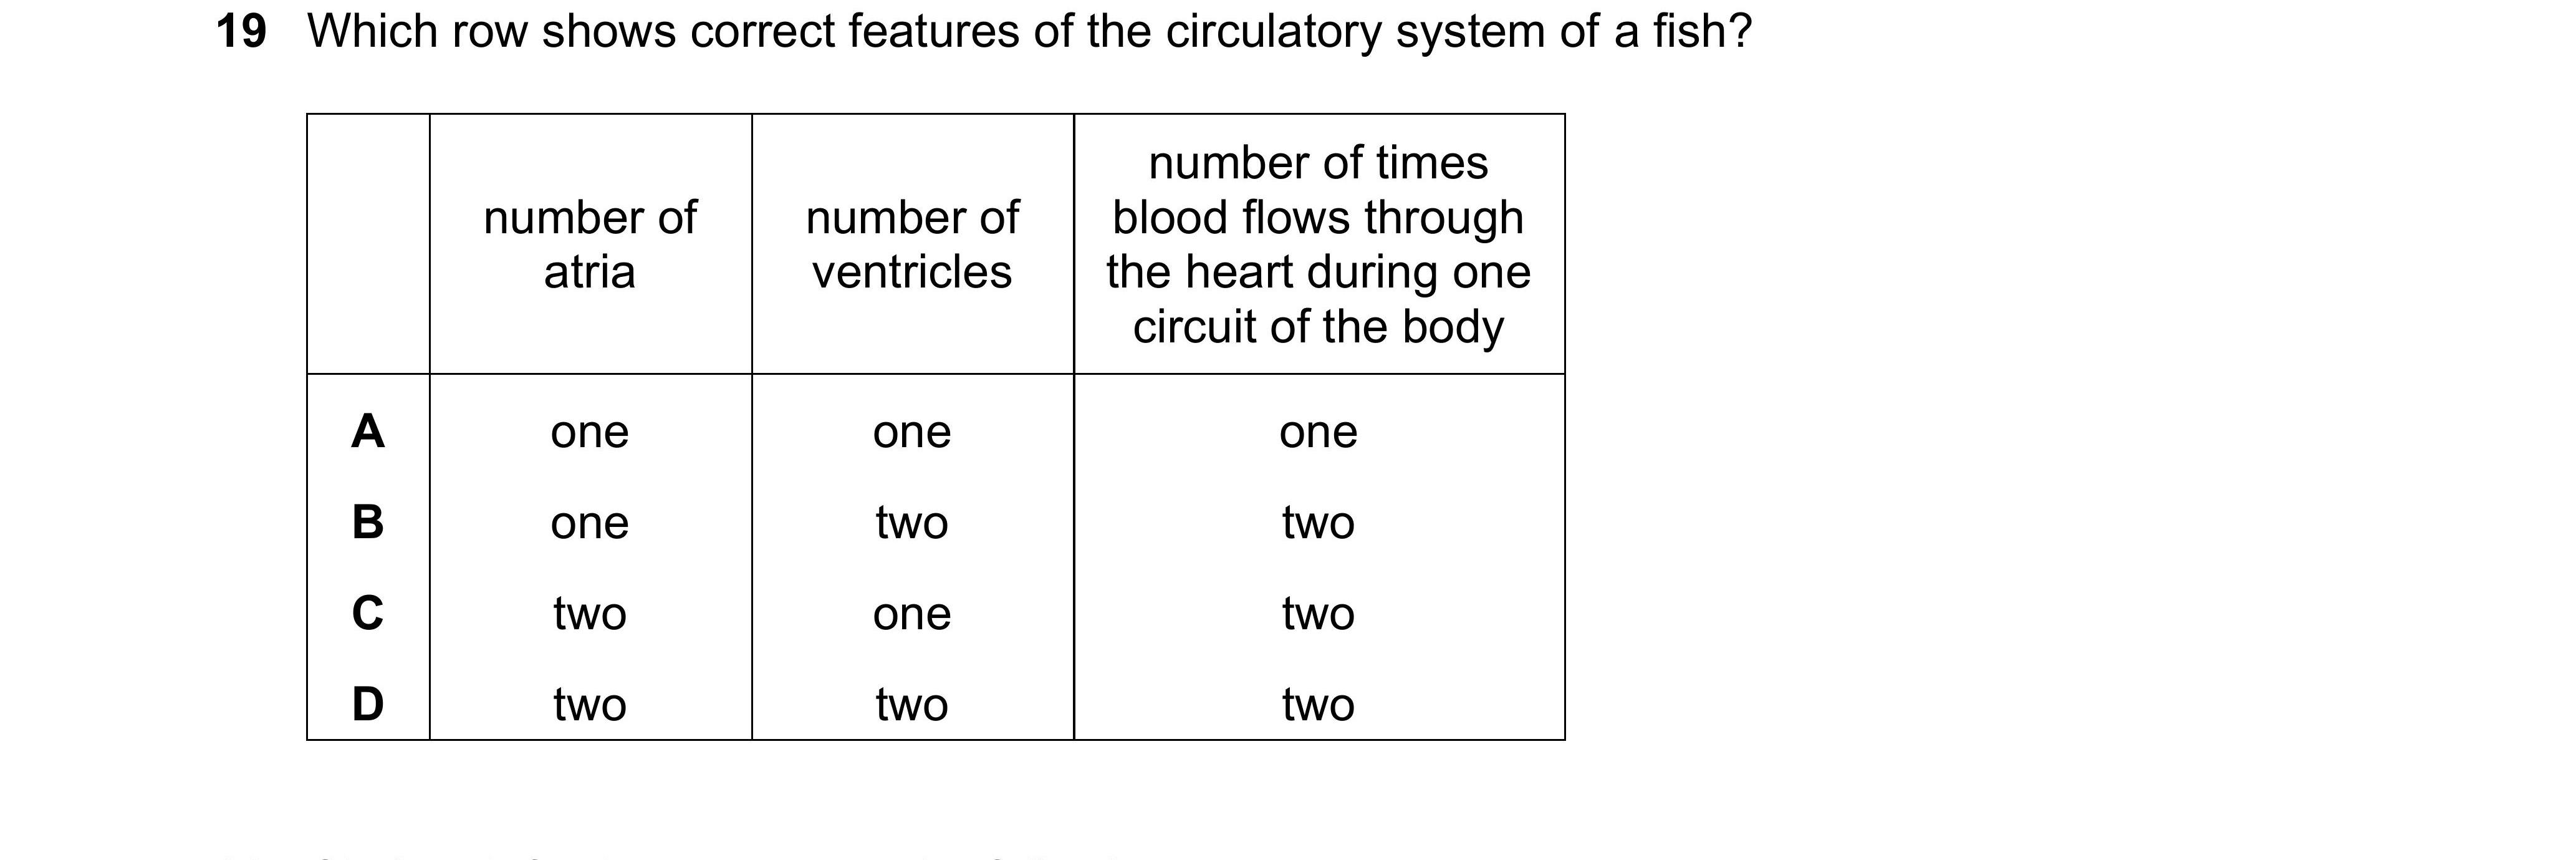 19 Which row shows correct features of the circulatory system of a fish?
number of atria
number of ventricles
number of times blood flows through the heart during one circuit of the body
A one one one
B one two two
C two one two
D two two two